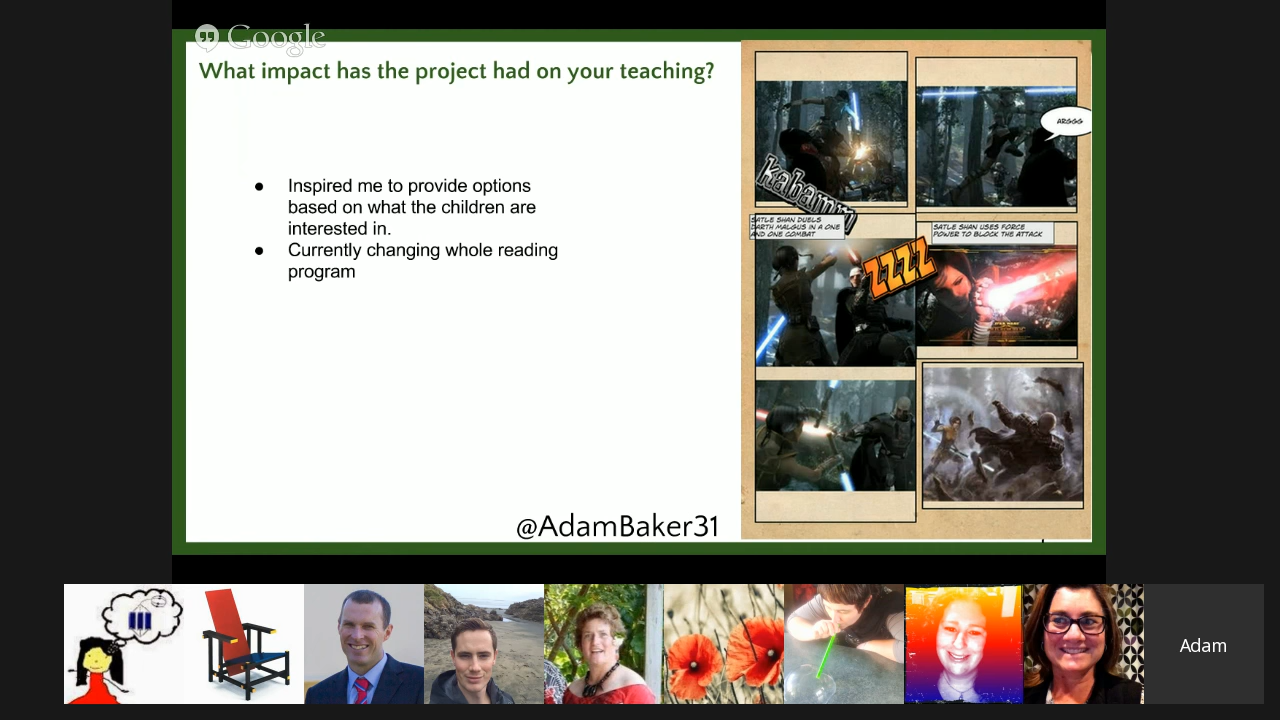 Google
What impact has the project had on your teaching?
● Inspired me to provide options
based on what the children are
interested in.
● Currently changing whole reading
program
@AdamBaker31
kabamm
ARGGG
SATLE SHAN DUELS
DARTH MALGUS IN A ONE
AND ONE COMBAT
ZZZZ
SATLE SHAN USES FORCE
POWER TO BLOCK THE ATTACK
Adam